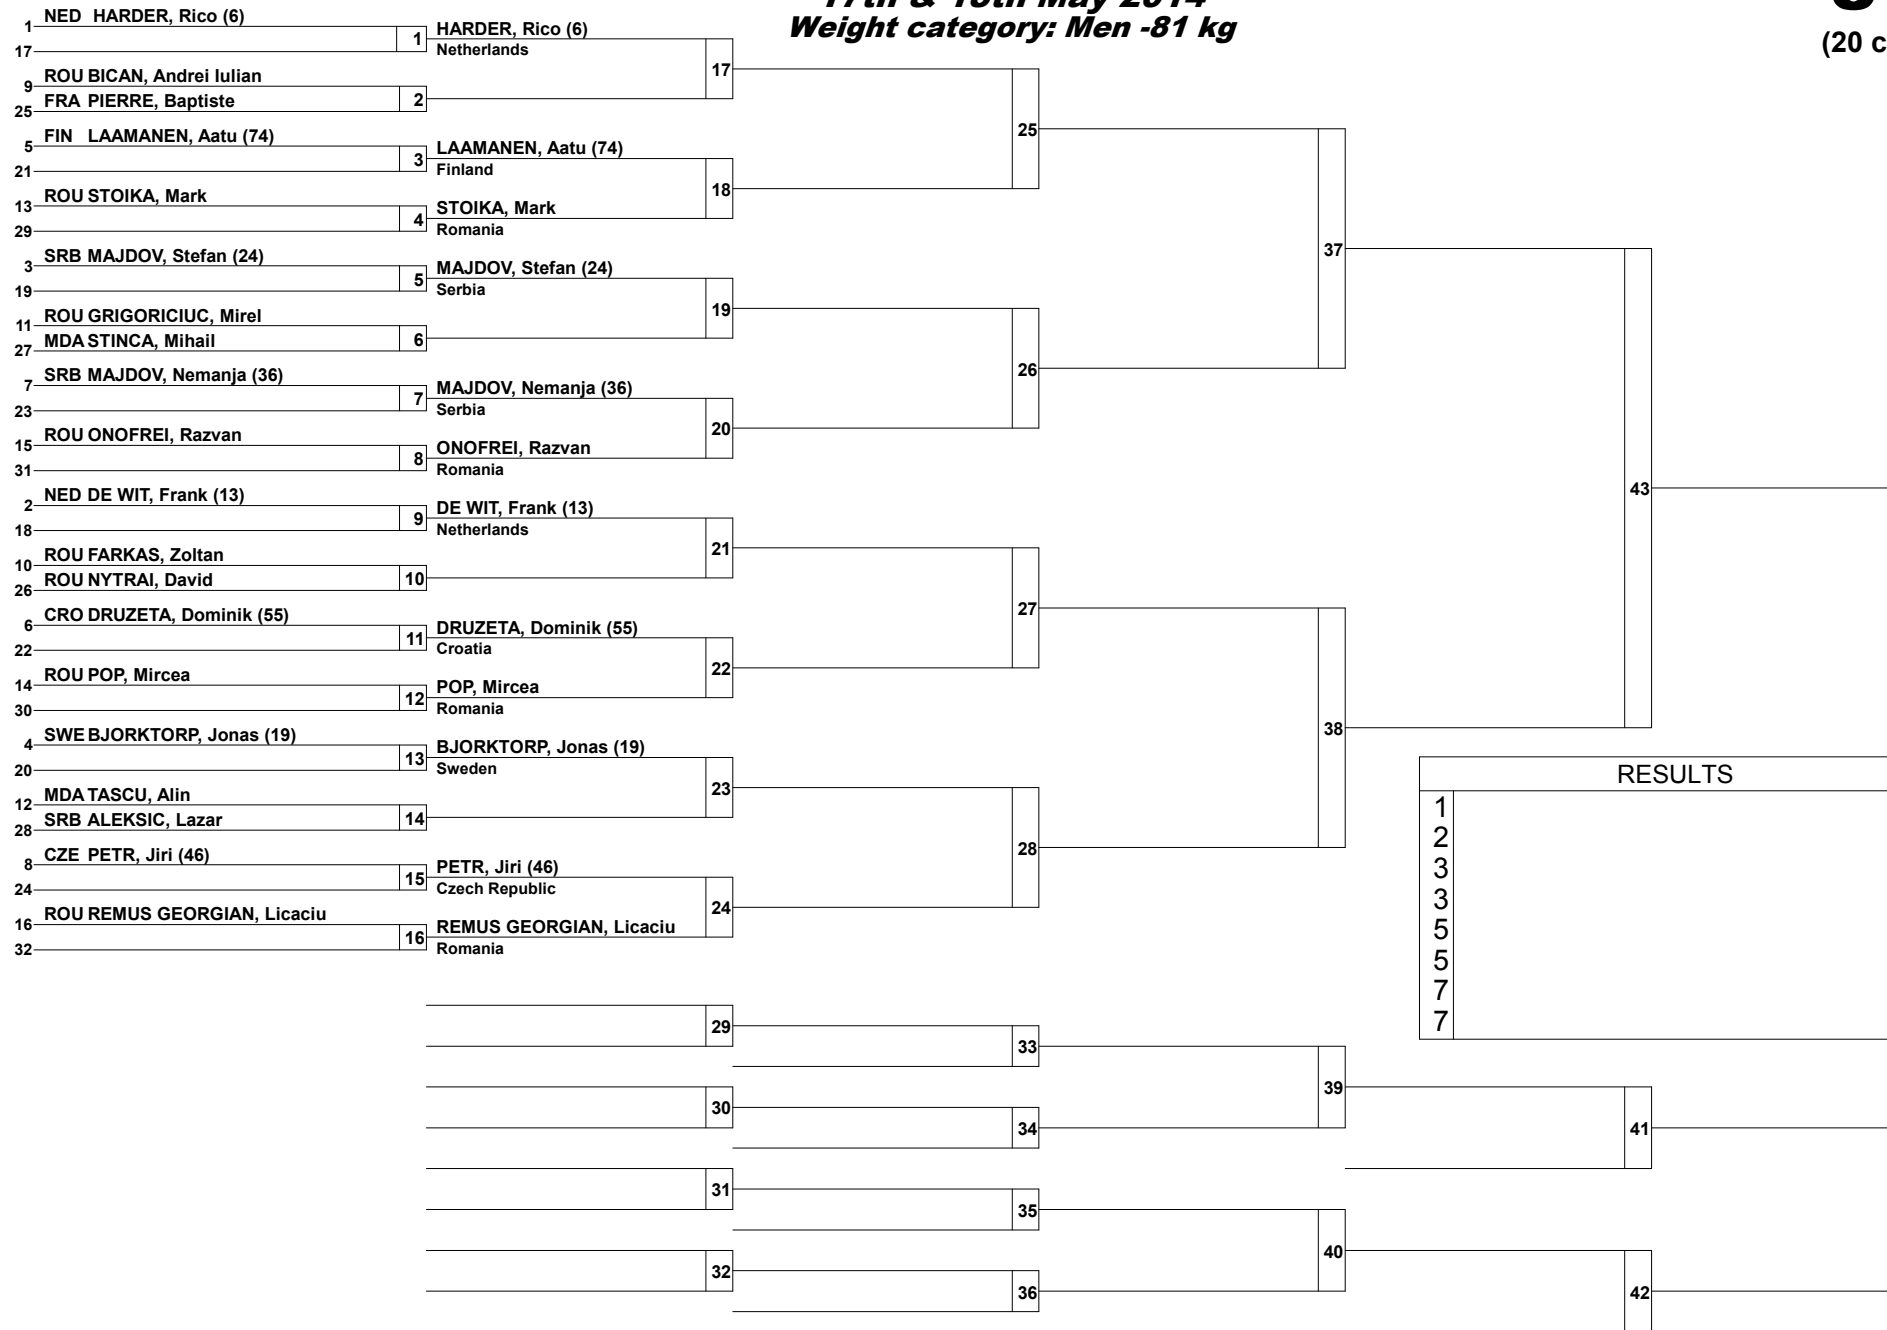 17th & 18th May 2014
Weight category: Men -81 kg
(20 c
1 NED HARDER, Rico (6)
17
1 HARDER, Rico (6)
Netherlands
9 ROU BICAN, Andrei Iulian
25 FRA PIERRE, Baptiste
2
17
5 FIN LAAMANEN, Aatu (74)
21
3 LAAMANEN, Aatu (74)
Finland
13 ROU STOIKA, Mark
29
4 STOIKA, Mark
Romania
18
25
3 SRB MAJDOV, Stefan (24)
19
5 MAJDOV, Stefan (24)
Serbia
11 ROU GRIGORICIUC, Mirel
27 MDA STINCA, Mihail
6
19
7 SRB MAJDOV, Nemanja (36)
23
7 MAJDOV, Nemanja (36)
Serbia
15 ROU ONOFREI, Razvan
31
8 ONOFREI, Razvan
Romania
20
26
37
2 NED DE WIT, Frank (13)
18
9 DE WIT, Frank (13)
Netherlands
10 ROU FARKAS, Zoltan
26 ROU NYTRAI, David
10
21
6 CRO DRUZETA, Dominik (55)
22
11 DRUZETA, Dominik (55)
Croatia
14 ROU POP, Mircea
30
12 POP, Mircea
Romania
22
27
4 SWE BJORKTORP, Jonas (19)
20
13 BJORKTORP, Jonas (19)
Sweden
12 MDA TASCU, Alin
28 SRB ALEKSIC, Lazar
14
23
8 CZE PETR, Jiri (46)
24
15 PETR, Jiri (46)
Czech Republic
16 ROU REMUS GEORGIAN, Licaciu
32
16 REMUS GEORGIAN, Licaciu
Romania
24
28
38
43
RESULTS
1
2
3
3
5
5
7
7
29
33
30
34
39
41
31
35
32
36
40
42